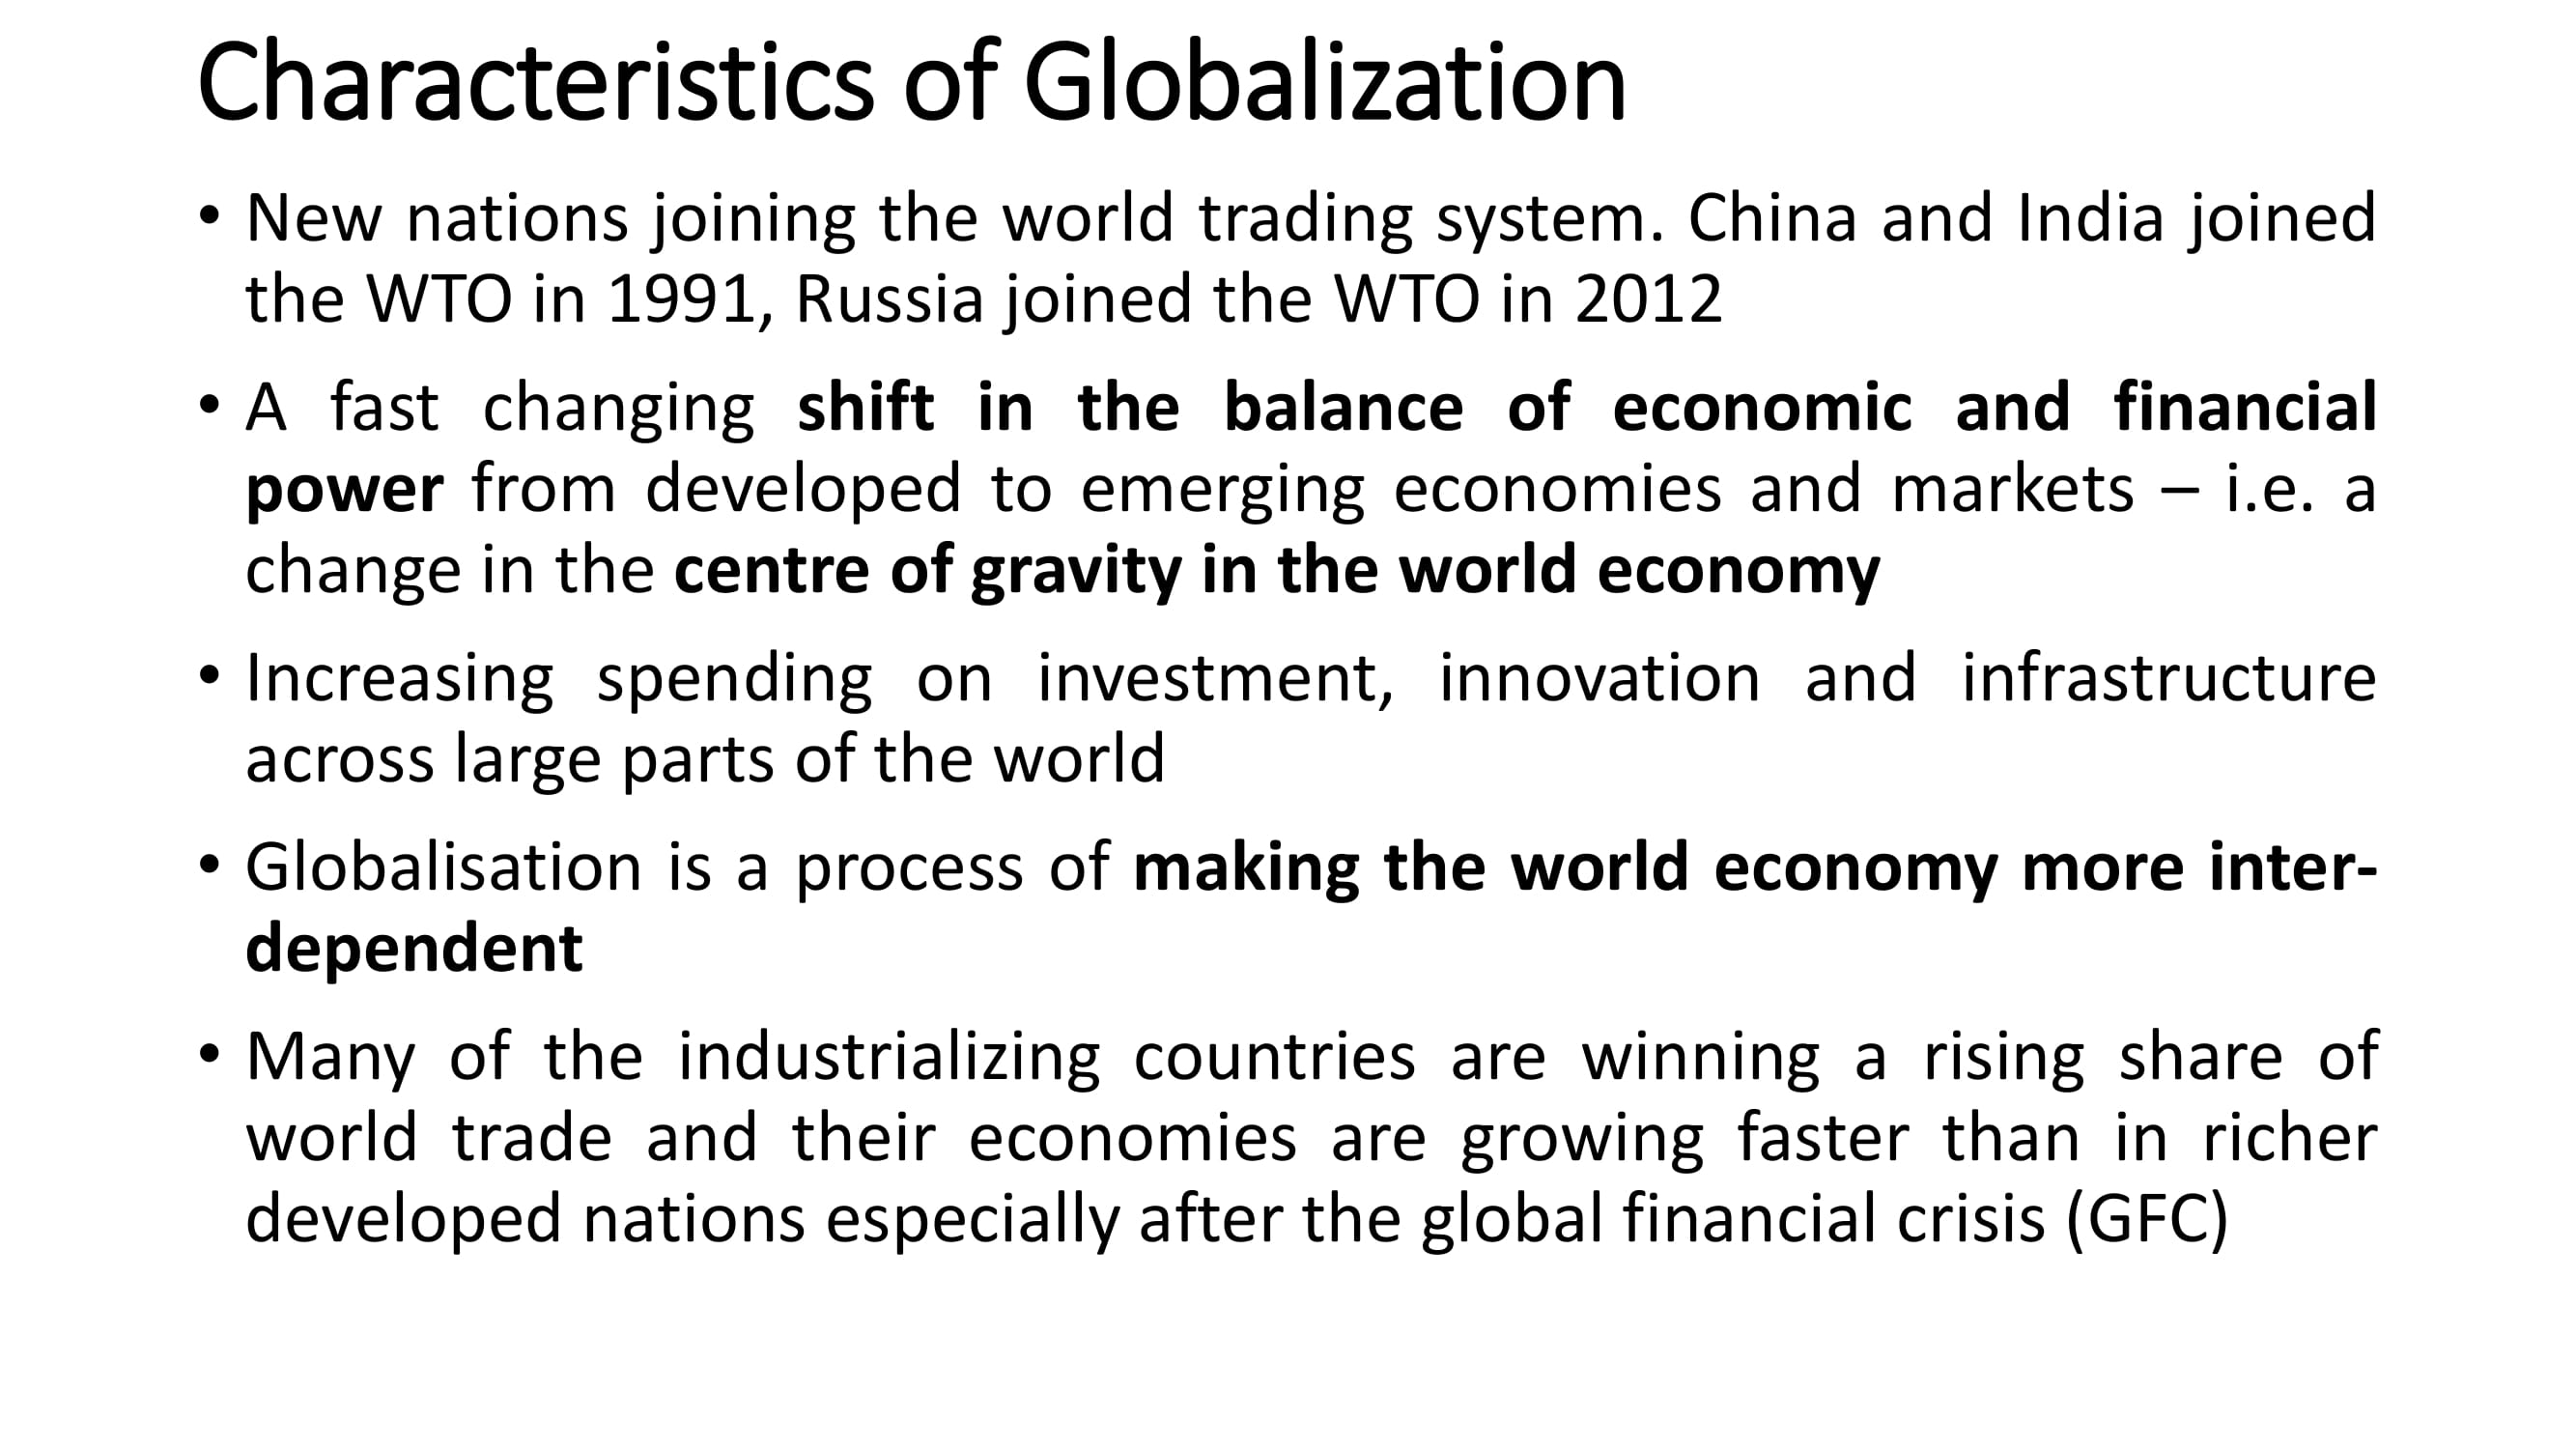 Characteristics of Globalization
• New nations joining the world trading system. China and India joined
the WTO in 1991, Russia joined the WTO in 2012
• A fast changing shift in the balance of economic and financial
power from developed to emerging economies and markets – i.e. a
change in the centre of gravity in the world economy
• Increasing spending on investment, innovation and infrastructure
across large parts of the world
• Globalisation is a process of making the world economy more inter-
dependent
• Many of the industrializing countries are winning a rising share of
world trade and their economies are growing faster than in richer
developed nations especially after the global financial crisis (GFC)